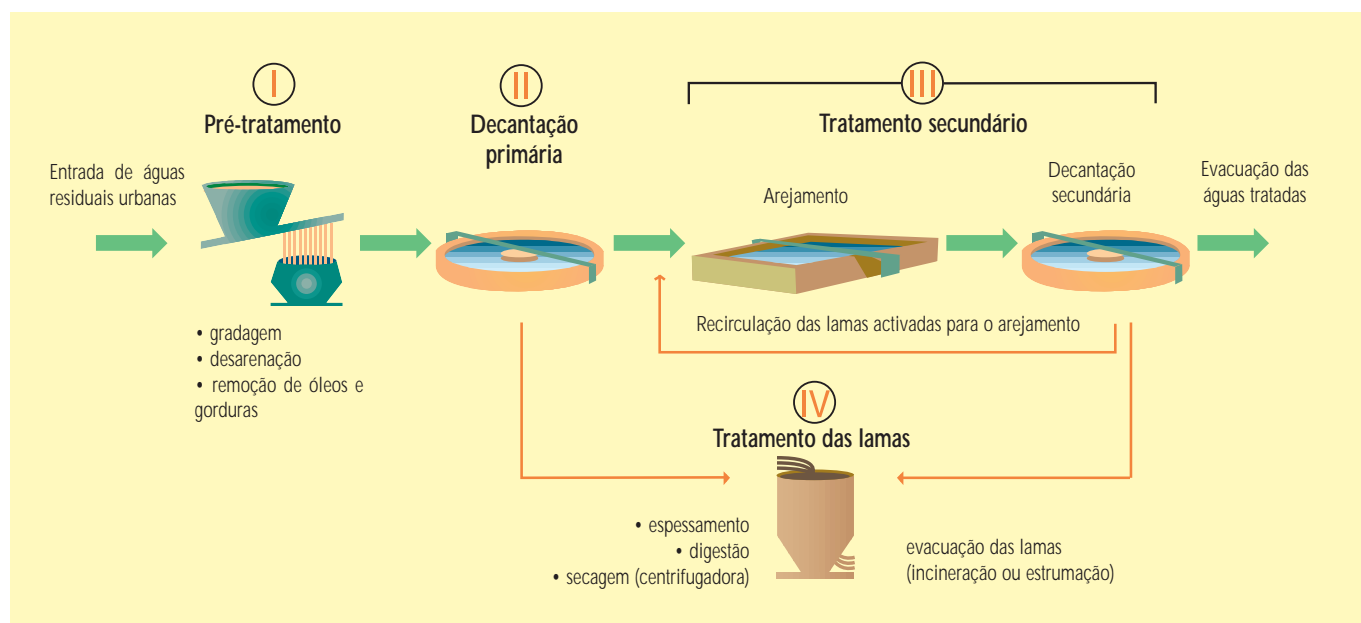 I
Pré-tratamento
II
Decantação
primária
III
Tratamento secundário
Entrada de águas
residuais urbanas
Arejamento
Decantação
secundária
Evacuação das
águas tratadas
• gradagem
• desarenação
• remoção de óleos e
gorduras
Recirculação das lamas activadas para o arejamento
IV
Tratamento das lamas
• espessamento
• digestão
• secagem (centrifugadora)
evacuação das lamas
(incineração ou estrumação)